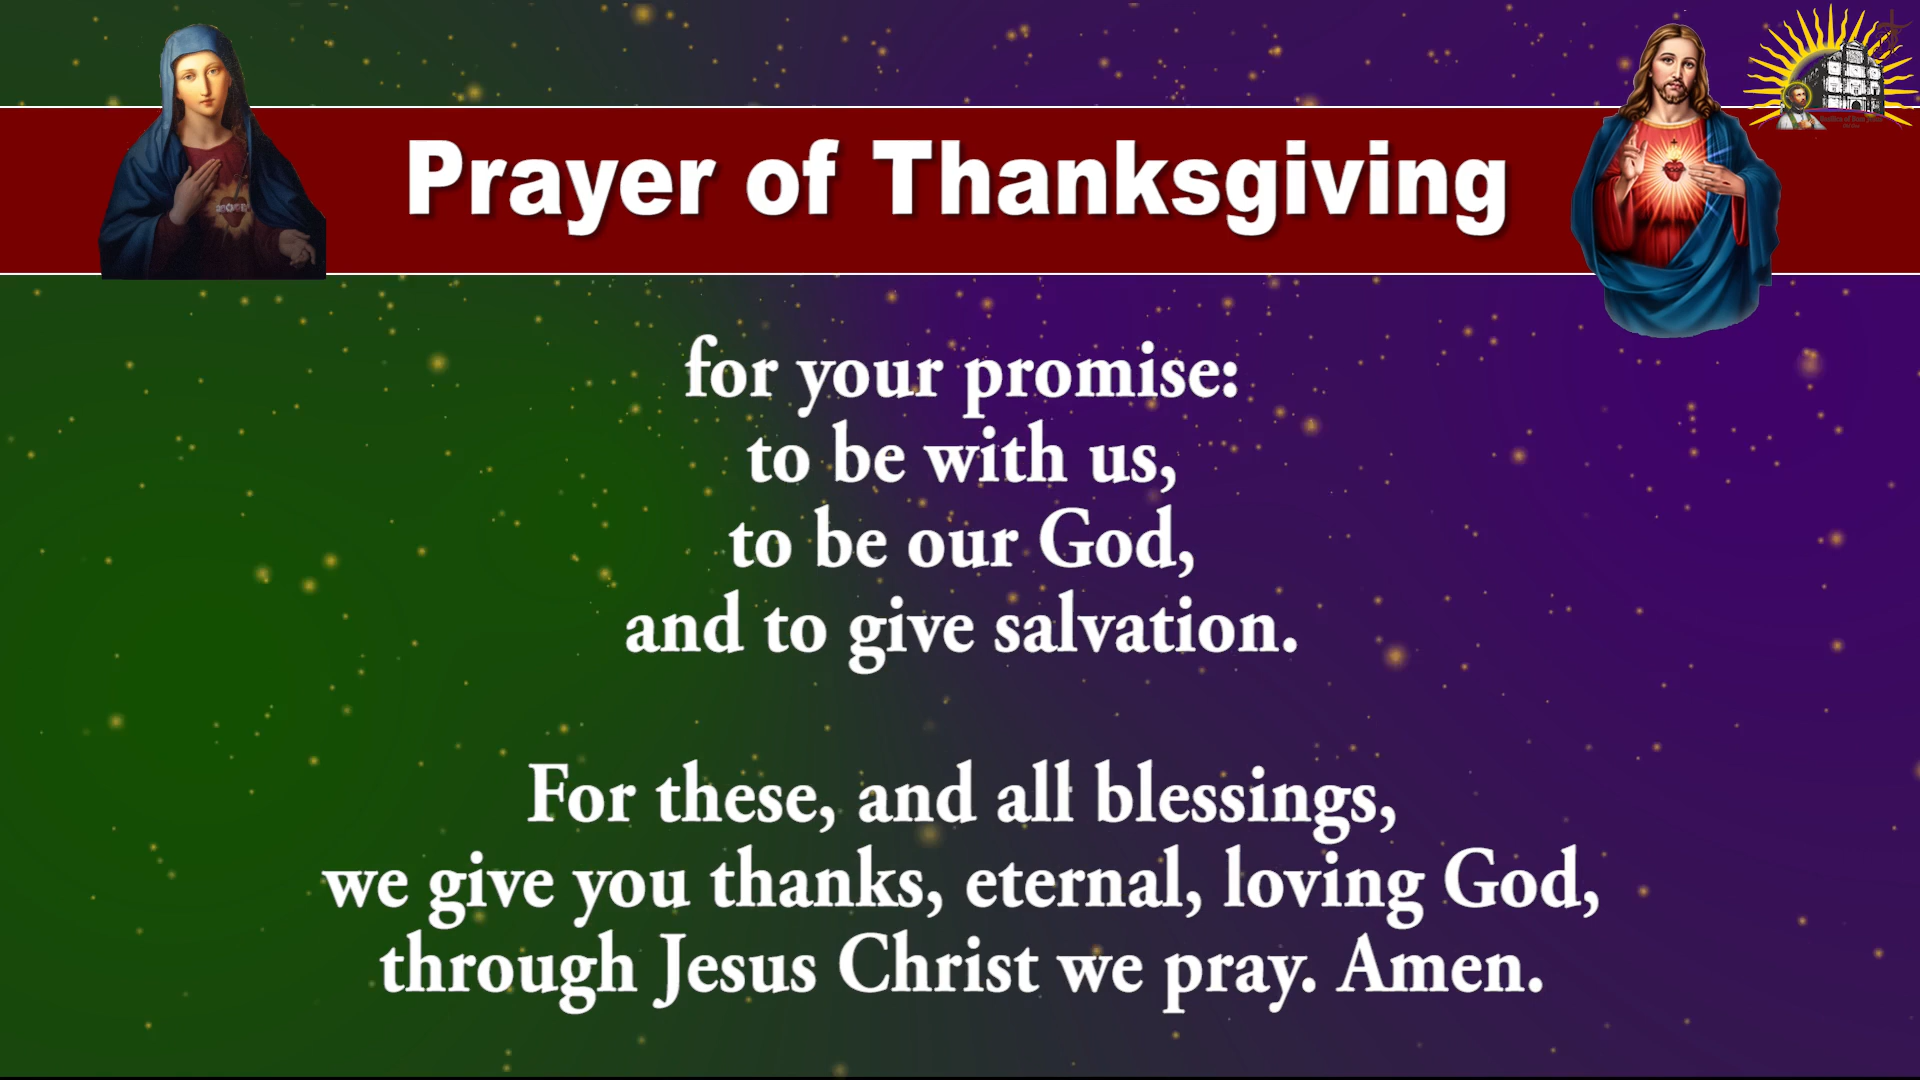 Prayer of Thanksgiving
for your promise:
to be with us,
to be our God,
and to give salvation.
For these, and all blessings,
we give you thanks, eternal, loving God,
through Jesus Christ we pray. Amen.